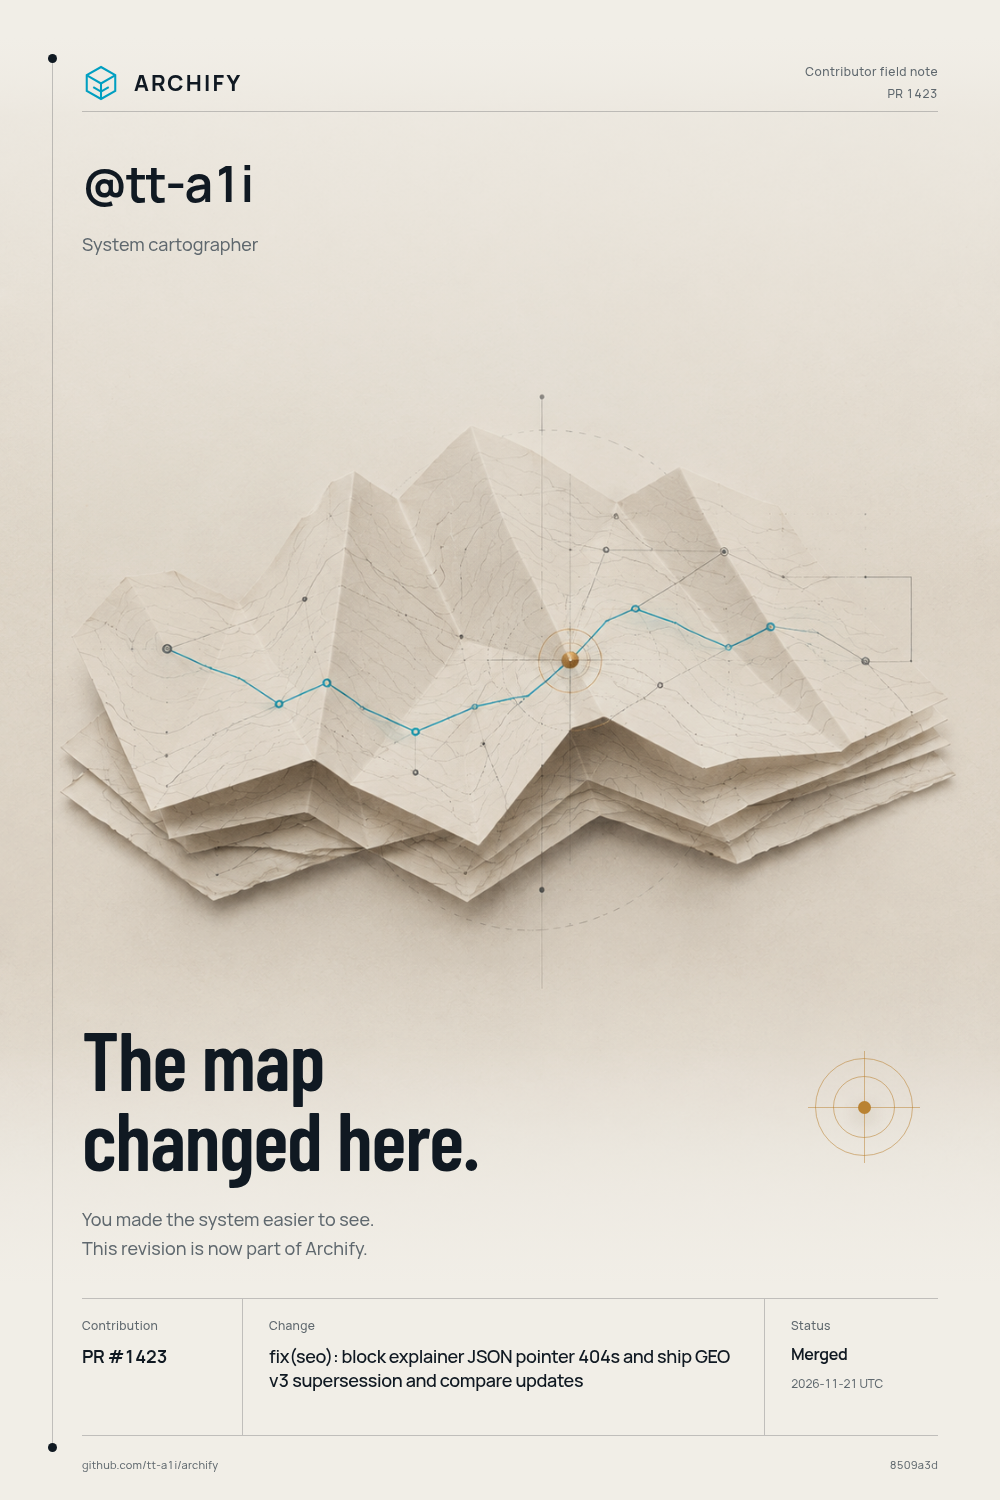 ARCHIFY
Contributor field note
PR 1423
@tt-a1i
System cartographer
The map
changed here.
You made the system easier to see.
This revision is now part of Archify.
Contribution
PR #1423
Change
fix(seo): block explainer JSON pointer 404s and ship GEO
v3 supersession and compare updates
Status
Merged
2026-11-21 UTC
github.com/tt-a1i/archify
8509a3d